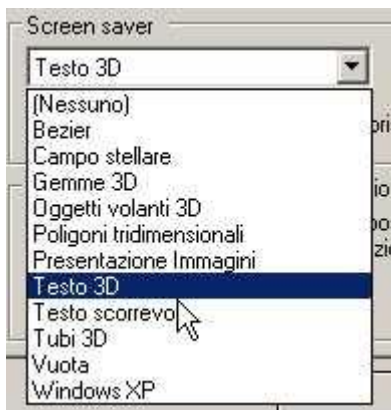 Screen saver
Testo 3D
(Nessuno)
Bezier
Campo stellare
Gemme 3D
Oggetti volanti 3D
Poligoni tridimensionali
Presentazione Immagini
Testo 3D
Testo scorrevo
Tubi 3D
Vuota
Windows XP